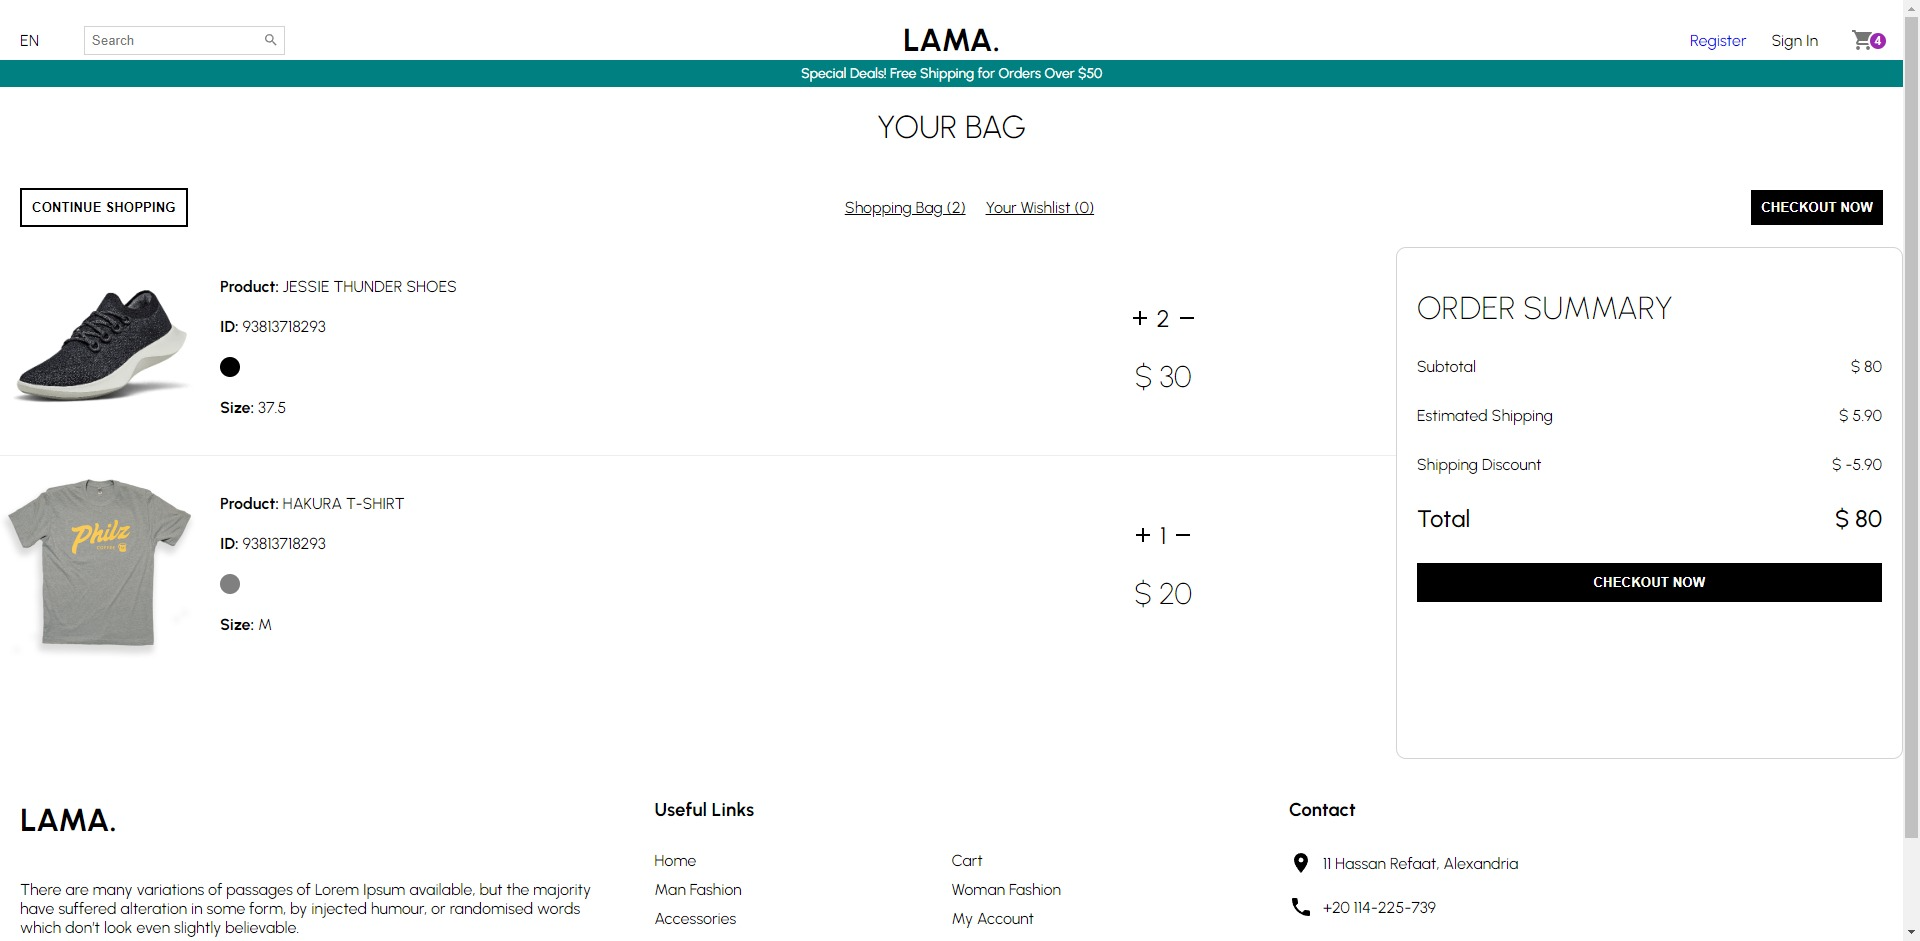 EN
Search
LAMA.
Register
Sign In
4
Special Deals! Free Shipping for Orders Over $50
YOUR BAG
CONTINUE SHOPPING
Shopping Bag (2)
Your Wishlist (0)
CHECKOUT NOW
Product: JESSIE THUNDER SHOES
ID: 93813718293
Size: 37.5
+ 2 −
$ 30
Philz
Product: HAKURA T-SHIRT
ID: 93813718293
Size: M
+ 1 −
$ 20
ORDER SUMMARY
Subtotal $ 80
Estimated Shipping $ 5.90
Shipping Discount $ -5.90
Total $ 80
CHECKOUT NOW
LAMA.
There are many variations of passages of Lorem Ipsum available, but the majority
have suffered alteration in some form, by injected humour, or randomised words
which don't look even slightly believable.
Useful Links
Home
Cart
Man Fashion
Woman Fashion
Accessories
My Account
Contact
11 Hassan Refaat, Alexandria
+20 114-225-739